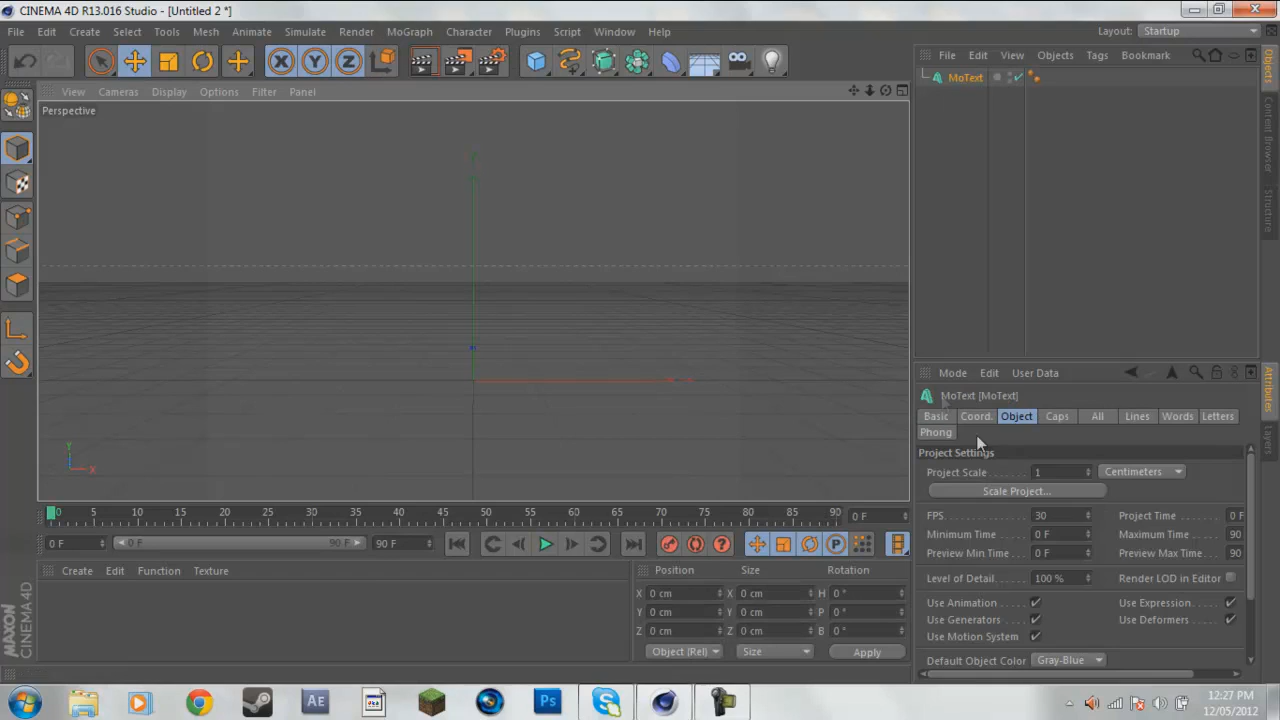 CINEMA 4D R13.016 Studio - [Untitled 2 *]
File Edit Create Select Tools Mesh Animate Simulate Render MoGraph Character Plugins Script Window Help Layout: Startup
File Edit View Objects Tags Bookmark
MoText
View Cameras Display Options Filter Panel
Perspective
Y
X
Objects
Content Browser
Structure
Mode Edit User Data
MoText [MoText]
Basic Coord. Object Caps All Lines Words Letters
Phong
Attributes
Layers
Project Settings
Project Scale 1 Centimeters
Scale Project...
FPS 30 Project Time 0 F
Minimum Time 0 F Maximum Time 90
Preview Min Time 0 F Preview Max Time 90
Level of Detail 100 % Render LOD in Editor
Use Animation Use Expression
Use Generators Use Deformers
Use Motion System
Default Object Color Gray-Blue
0 5 10 15 20 25 30 35 40 45 50 55 60 65 70 75 80 85 90 0 F
0 F 0 F 90 F 90 F
Create Edit Function Texture
Position Size Rotation
X 0 cm X 0 cm H 0 °
Y 0 cm Y 0 cm P 0 °
Z 0 cm Z 0 cm B 0 °
Object (Rel) Size Apply
MAXON
CINEMA 4D
Ae Ps
12:27 PM
12/05/2012